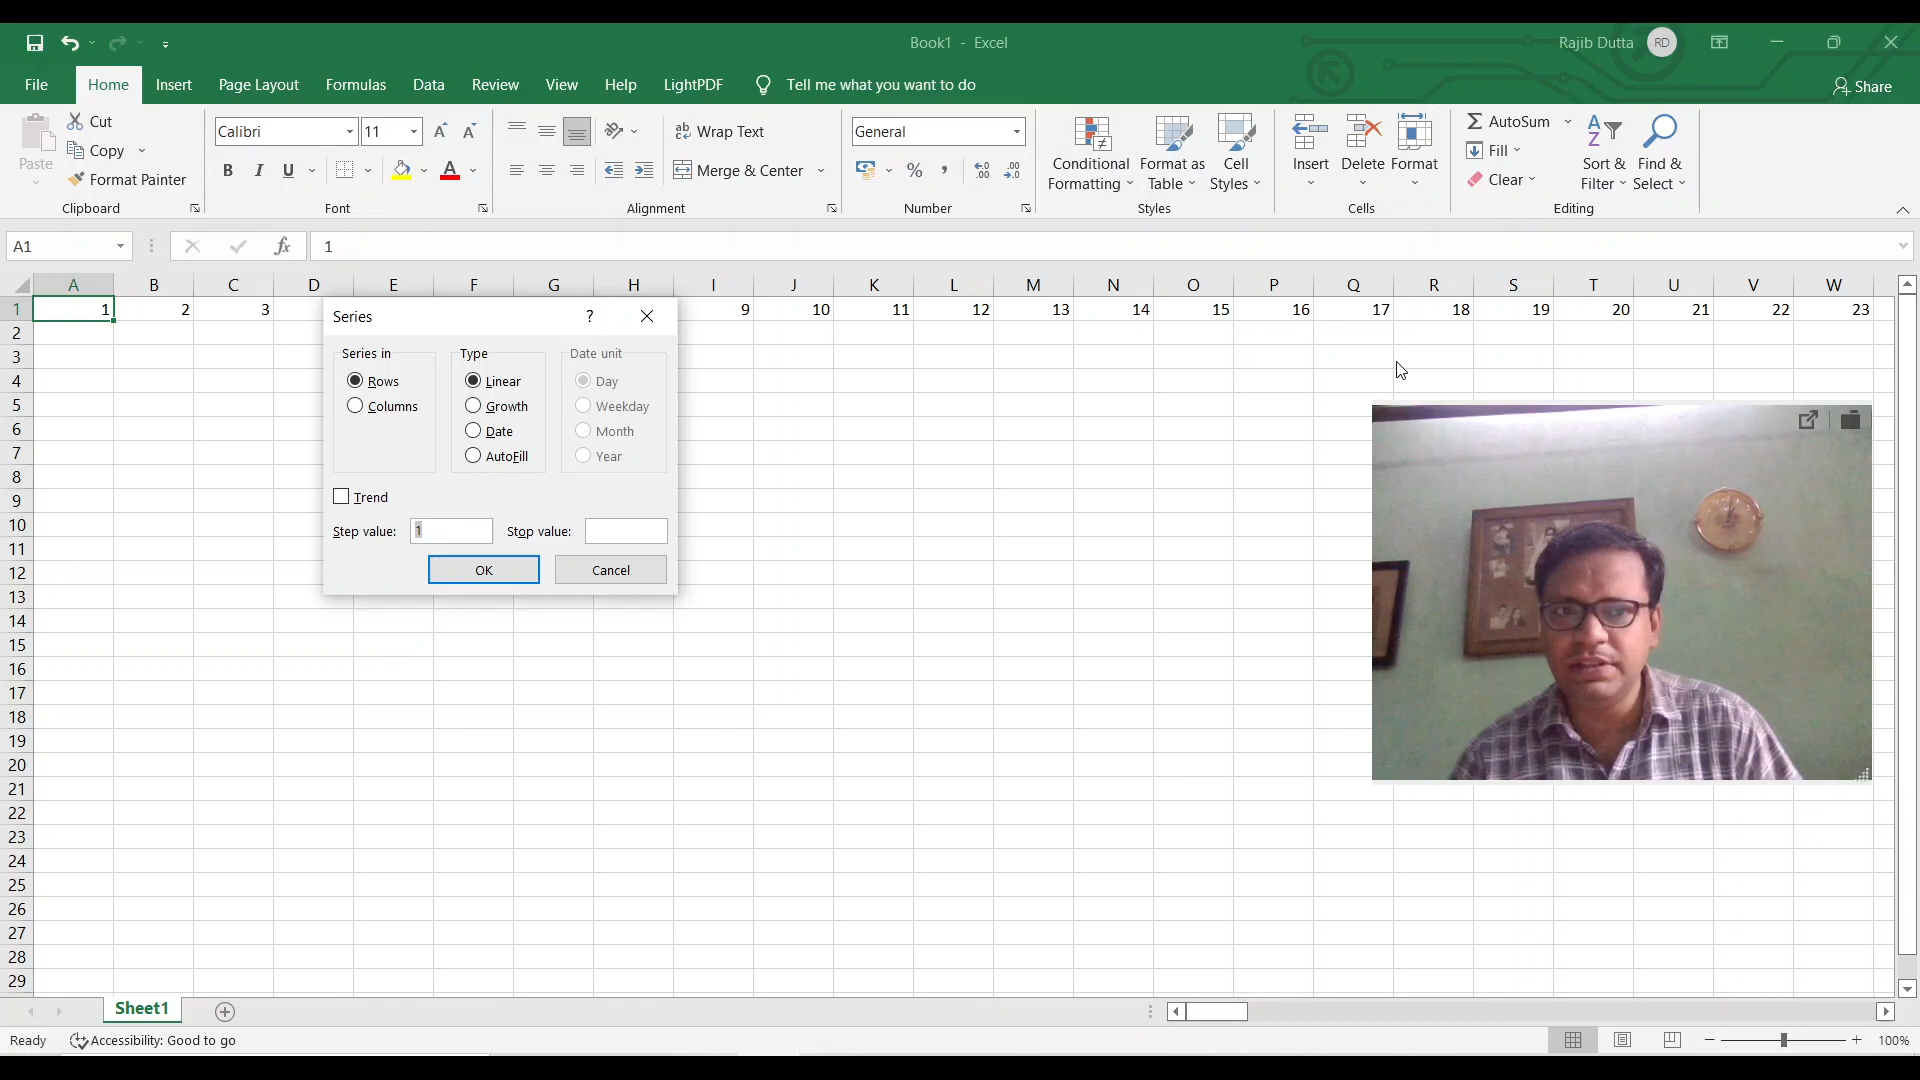 Book1 - Excel
Rajib Dutta RD
File Home Insert Page Layout Formulas Data Review View Help LightPDF Tell me what you want to do Share
Paste
Cut
Copy
Format Painter
Clipboard
Calibri 11
B I U A
Font
Wrap Text
Merge & Center
Alignment
General
% ,
Number
Conditional Formatting
Format as Table
Cell Styles
Styles
Insert Delete Format
Cells
AutoSum
Fill
Clear
Sort & Filter
Find & Select
Editing
A1 fx 1
A B C D E F G H I J K L M N O P Q R S T U V W
1 1 2 3 9 10 11 12 13 14 15 16 17 18 19 20 21 22 23
2
3
4
5
6
7
8
9
10
11
12
13
14
15
16
17
18
19
20
21
22
23
24
25
26
27
28
29
Series ?
Series in
Rows
Columns
Type
Linear
Growth
Date
AutoFill
Date unit
Day
Weekday
Month
Year
Trend
Step value: 1 Stop value:
OK Cancel
Sheet1
Ready Accessibility: Good to go 100%